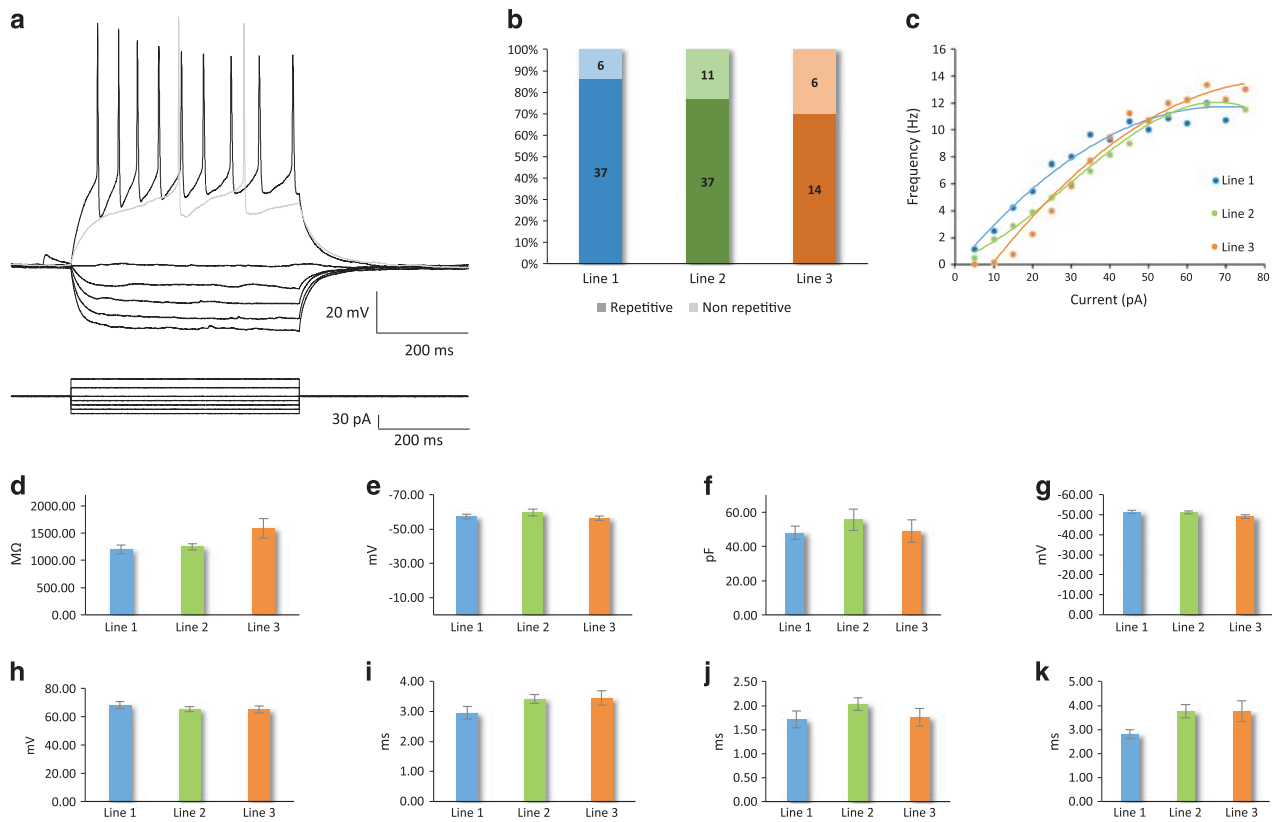 a
20 mV
200 ms
30 pA
200 ms
b
100%
90%
80%
70%
60%
50%
40%
30%
20%
10%
0%
6
11
6
37
37
14
Line 1
Line 2
Line 3
Repetitive
Non repetitive
c
Frequency (Hz)
16
14
12
10
8
6
4
2
0
0 10 20 30 40 50 60 70 80
Current (pA)
Line 1
Line 2
Line 3
d
MΩ
2000.00
1500.00
1000.00
500.00
0.00
Line 1 Line 2 Line 3
e
mV
-70.00
-50.00
-30.00
-10.00
Line 1 Line 2 Line 3
f
pF
60.00
40.00
20.00
0.00
Line 1 Line 2 Line 3
g
mV
-60.00
-50.00
-40.00
-30.00
-20.00
-10.00
0.00
Line 1 Line 2 Line 3
h
mV
80.00
60.00
40.00
20.00
0.00
Line 1 Line 2 Line 3
i
ms
4.00
3.00
2.00
1.00
0.00
Line 1 Line 2 Line 3
j
ms
2.50
2.00
1.50
1.00
0.50
0.00
Line 1 Line 2 Line 3
k
ms
5.00
4.00
3.00
2.00
1.00
0.00
Line 1 Line 2 Line 3